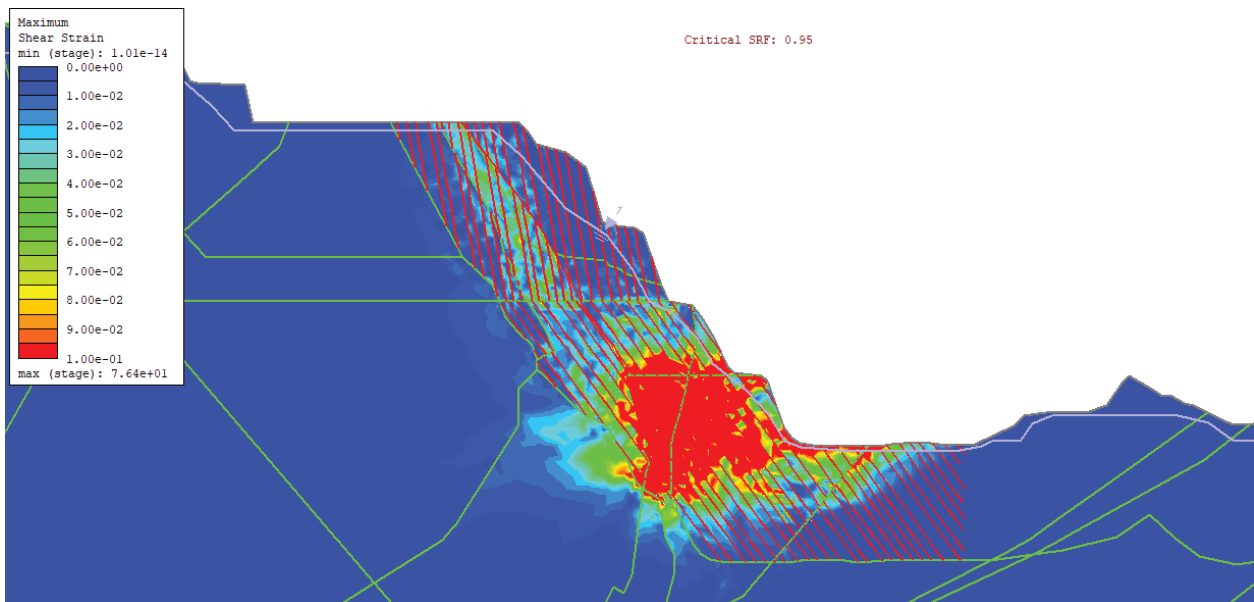 Maximum
Shear Strain
min (stage): 1.01e-14
0.00e+00
1.00e-02
2.00e-02
3.00e-02
4.00e-02
5.00e-02
6.00e-02
7.00e-02
8.00e-02
9.00e-02
1.00e-01
max (stage): 7.64e+01
Critical SRF: 0.95